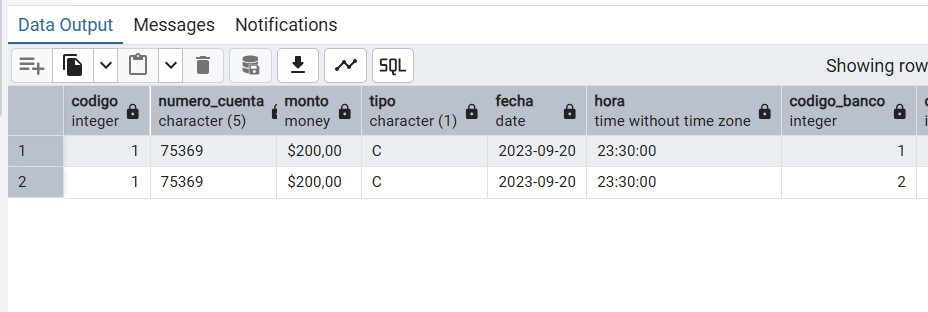 Data Output Messages Notifications
SQL Showing row
codigo numero_cuenta monto tipo fecha hora codigo_banco
integer character (5) money character (1) date time without time zone integer
1 1 75369 $200,00 C 2023-09-20 23:30:00 1
2 1 75369 $200,00 C 2023-09-20 23:30:00 2